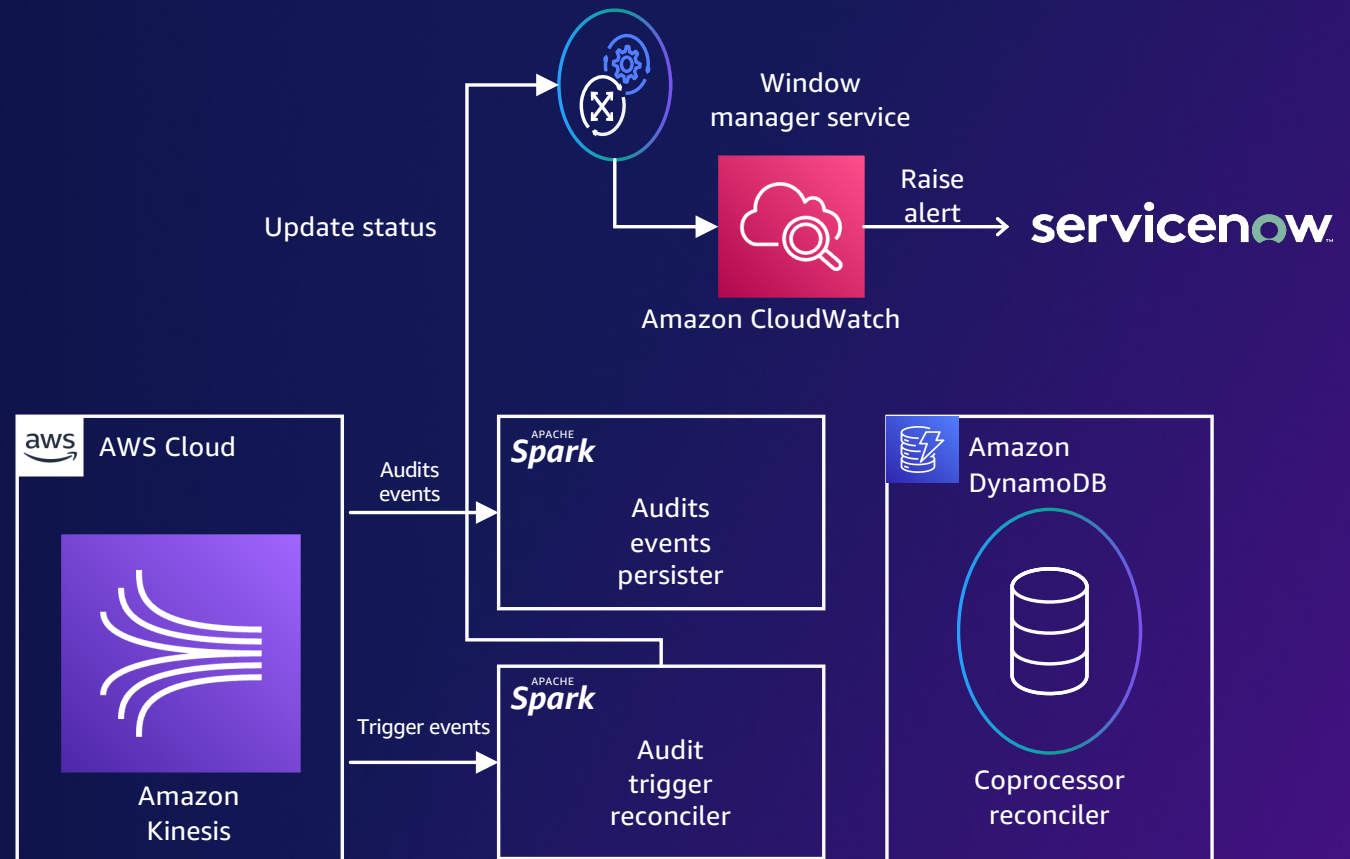 Window
manager service
Raise
alert
Update status
servicenow™
Amazon CloudWatch
aws
AWS Cloud
Audits
events
APACHE
Spark
Audits
events
persister
Amazon
DynamoDB
Trigger events
APACHE
Spark
Audit
trigger
reconciler
Amazon
Kinesis
Coprocessor
reconciler